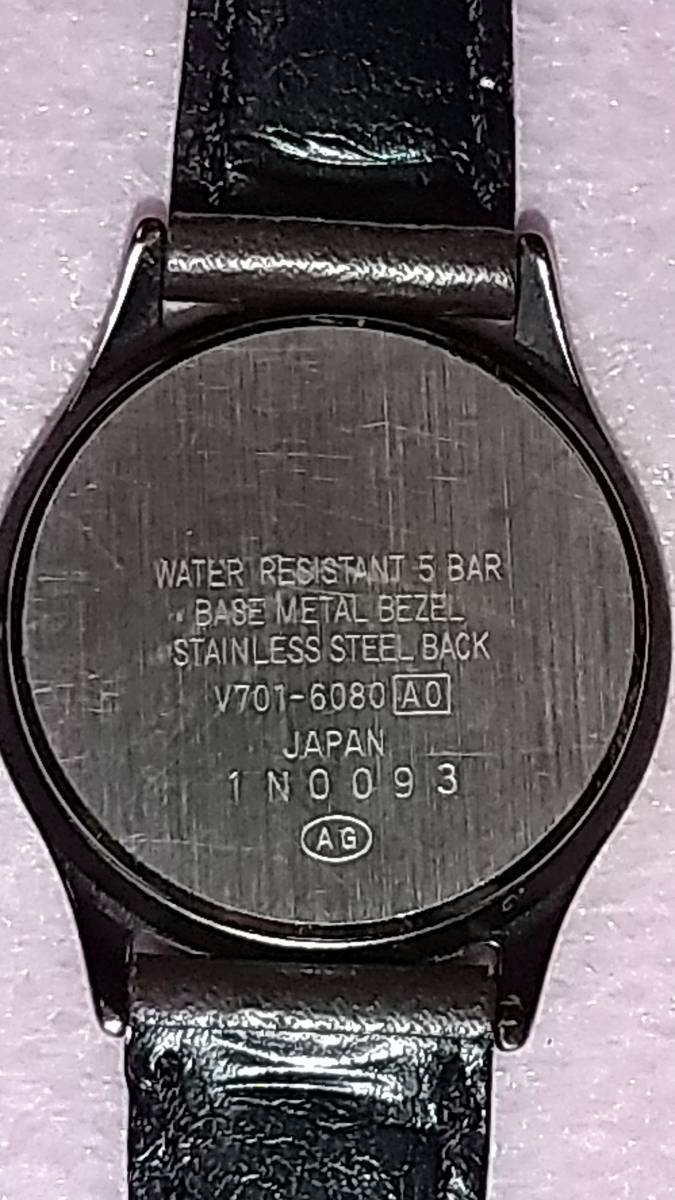 WATER RESISTANT 5 BAR
BASE METAL BEZEL
STAINLESS STEEL BACK
V701-6080 A0
JAPAN
1N0093
AG